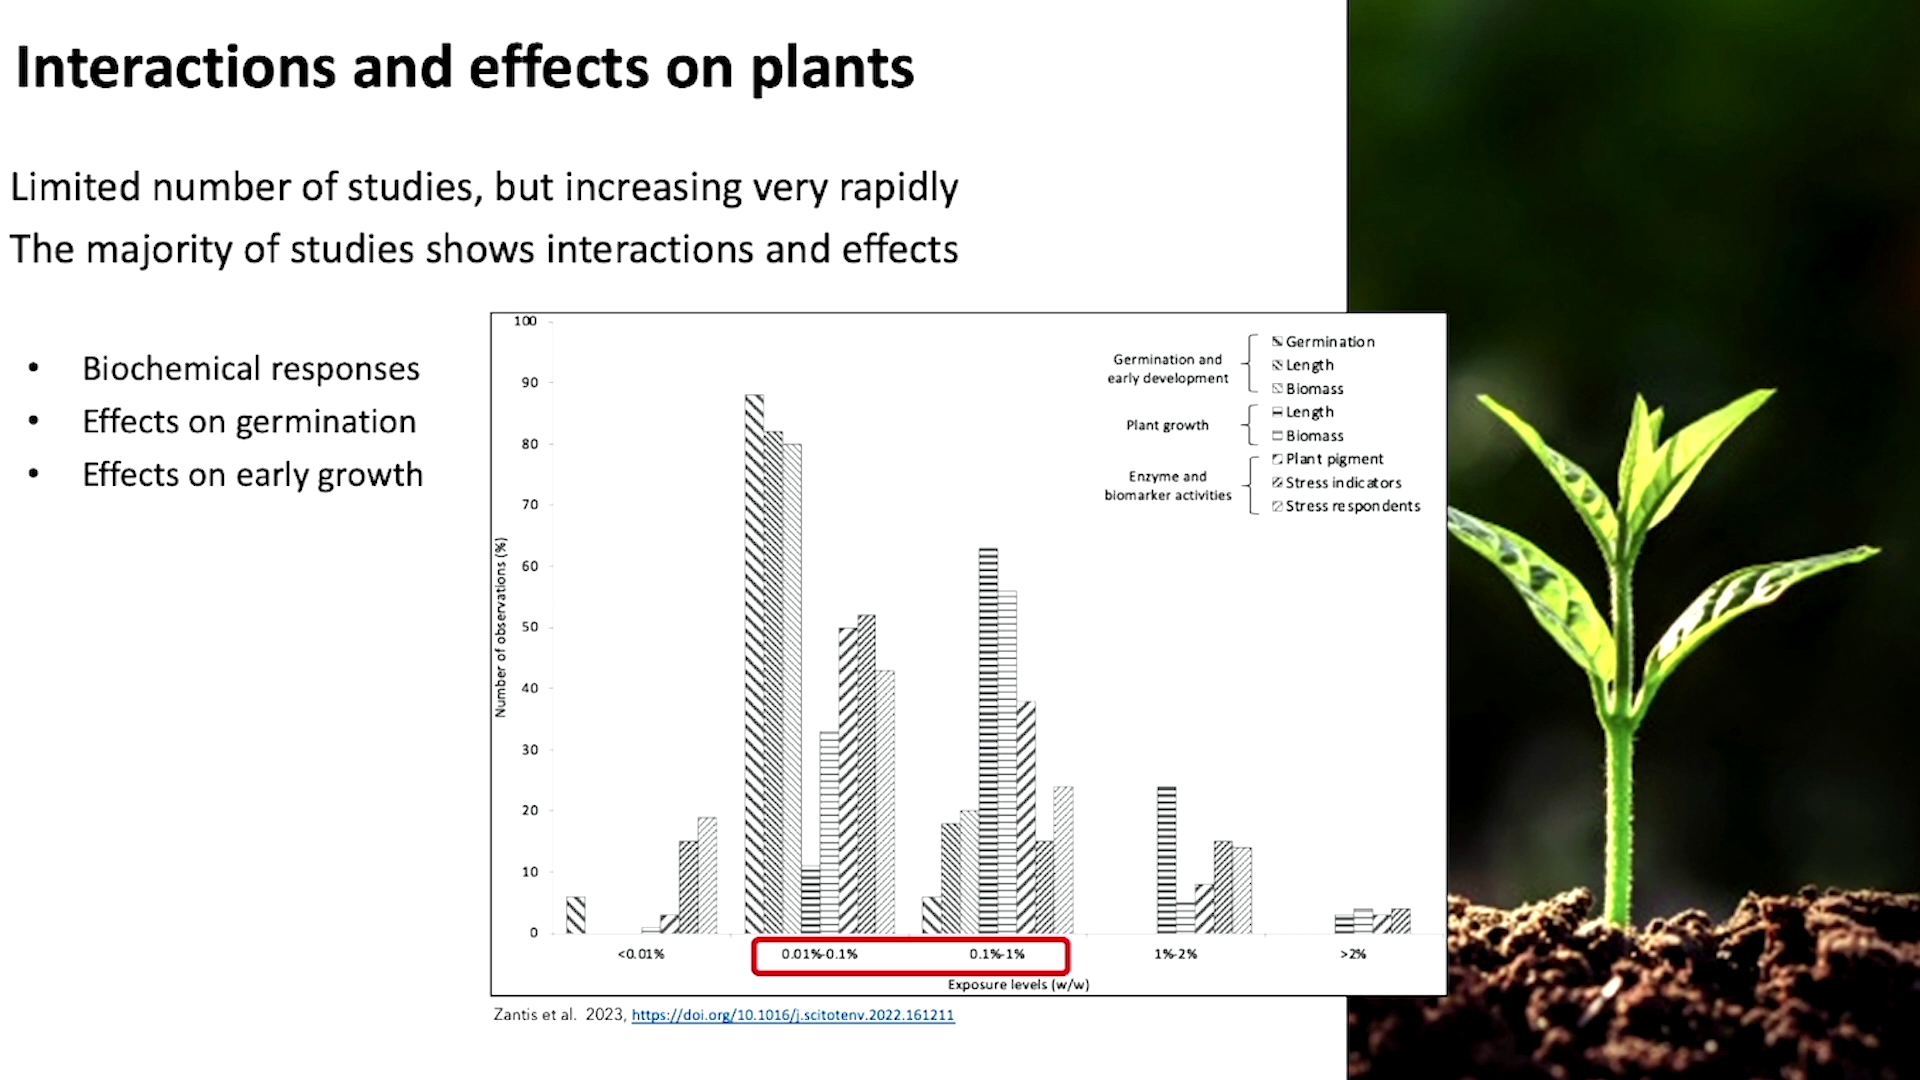 Interactions and effects on plants
Limited number of studies, but increasing very rapidly
The majority of studies shows interactions and effects
• Biochemical responses
• Effects on germination
• Effects on early growth
100
90
80
70
60
50
40
30
20
10
0
Number of observations (%)
Germination and
early development
Germination
Length
Biomass
Plant growth
Length
Biomass
Enzyme and
biomarker activities
Plant pigment
Stress indicators
Stress respondents
<0.01%
0.01%-0.1%
0.1%-1%
1%-2%
>2%
Exposure levels (w/w)
Zantis et al. 2023, https://doi.org/10.1016/j.scitotenv.2022.161211